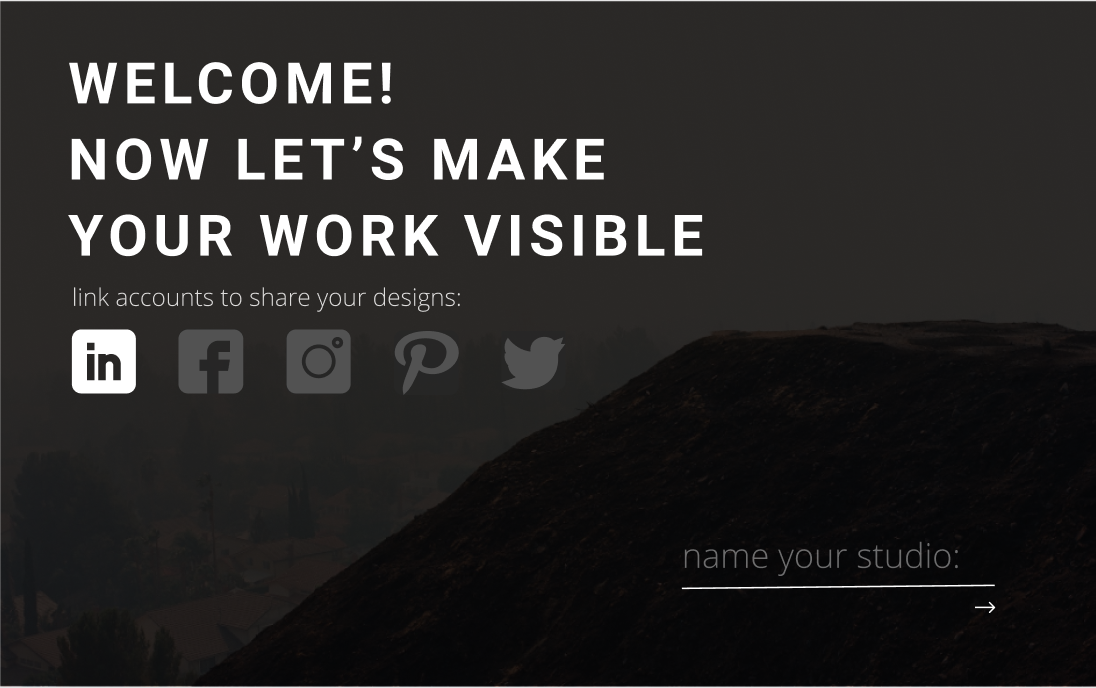 WELCOME!
NOW LET’S MAKE
YOUR WORK VISIBLE
link accounts to share your designs:
in
name your studio: